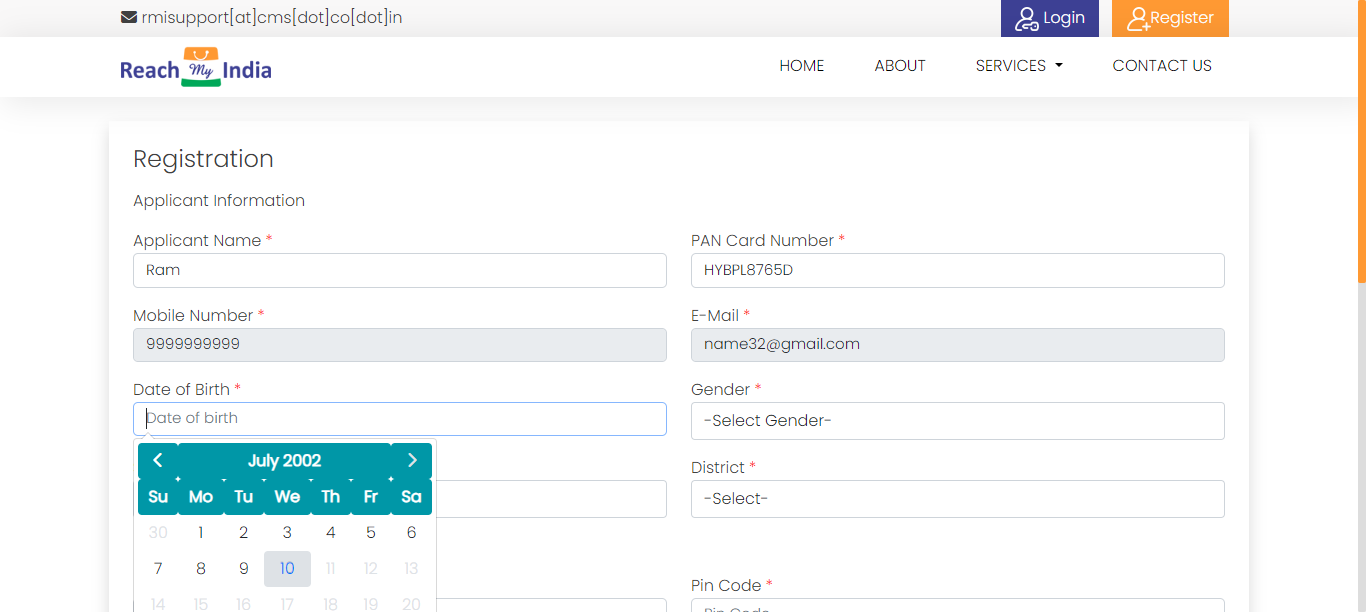 rmisupport[at]cms[dot]co[dot]in
Login
Register
Reach My India
HOME
ABOUT
SERVICES
CONTACT US
Registration
Applicant Information
Applicant Name *
PAN Card Number *
Ram
HYBPL8765D
Mobile Number *
E-Mail *
9999999999
name32@gmail.com
Date of Birth *
Gender *
Date of birth
-Select Gender-
July 2002
District *
Su Mo Tu We Th Fr Sa
-Select-
30 1 2 3 4 5 6
7 8 9 10 11 12 13
Pin Code *
14 15 16 17 18 19 20
Pin Code